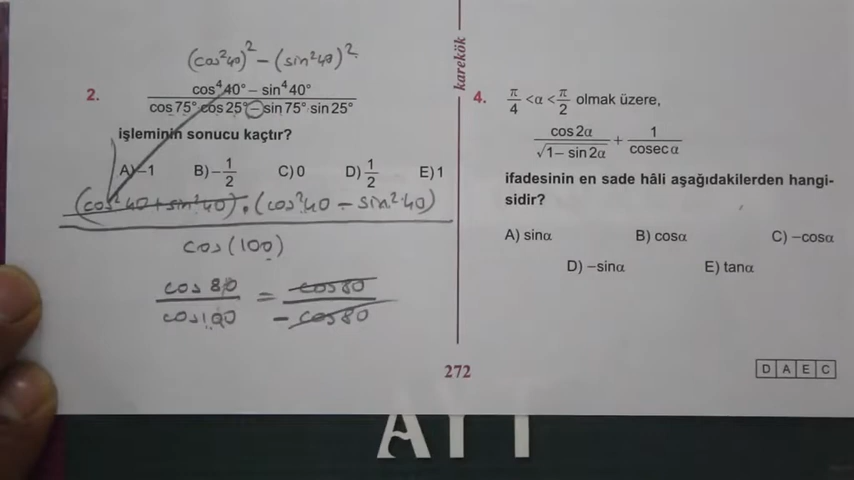 (cos²40)² - (sin²40)²
2.
cos⁴40° - sin⁴40°
cos 75° cos 25° - sin 75° sin 25°
işleminin sonucu kaçtır?
A) -1 B) -1/2 C) 0 D) 1/2 E) 1
(cos²40 + sin²40) . (cos²40 - sin²40)
cos(100)
cos 80 / cos 100 = cos 80 / - cos 80
karekök
4. π/4 < α < π/2 olmak üzere,
cos 2α / √1 - sin 2α + 1 / cosec α
ifadesinin en sade hâli aşağıdakilerden hangi-
sidir?
A) sinα B) cosα C) -cosα
D) -sinα E) tanα
272
D A E C